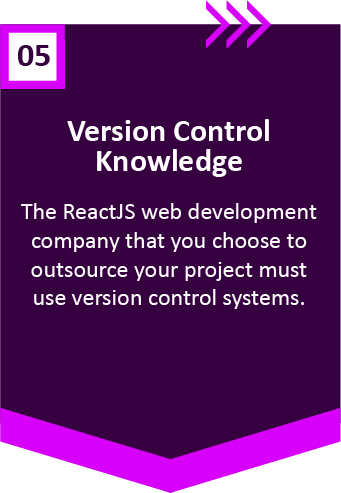 05
Version Control
Knowledge
The ReactJS web development
company that you choose to
outsource your project must
use version control systems.